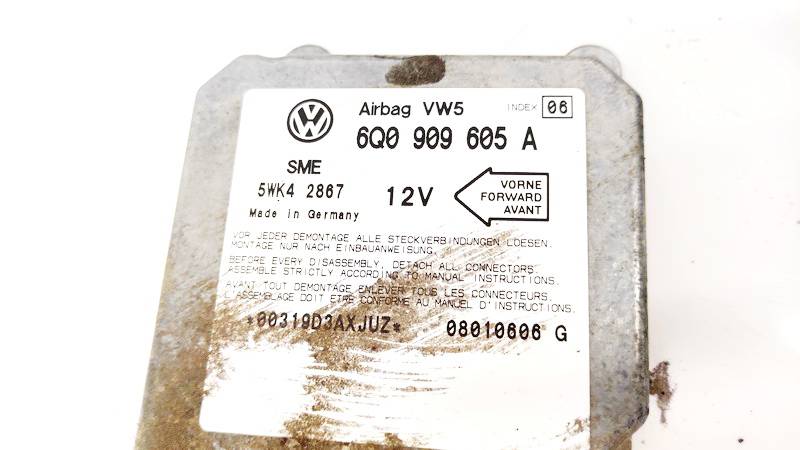 Airbag VW5 INDEX 06
6Q0 909 605 A
SME
5WK4 2867 12V
Made in Germany
VORNE
FORWARD
AVANT
VOR JEDER DEMONTAGE ALLE STECKVERBINDUNGEN LOESEN.
MONTAGE NUR NACH EINBAUANWEISUNG.
BEFORE EVERY DISASSEMBLY, DETACH ALL CONNECTORS.
ASSEMBLE STRICTLY ACCORDING TO MANUAL INSTRUCTIONS.
AVANT TOUT DEMONTAGE ENLEVER TOUS LES CONNECTEURS.
L'ASSEMBLAGE DOIT ETRE CONFORME AU MANUEL D'INSTRUCTIONS.
*00319D3AXJUZ* 08010606 G